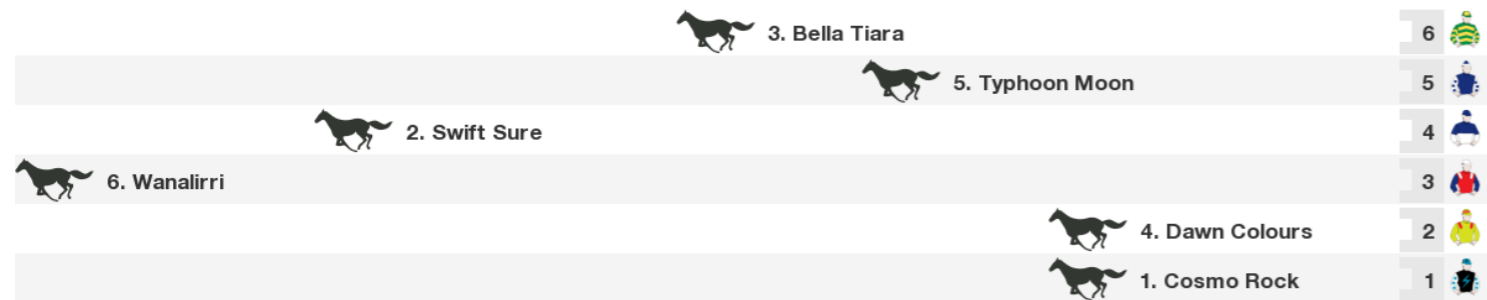 3. Bella Tiara 6
5. Typhoon Moon 5
2. Swift Sure 4
6. Wanalirri 3
4. Dawn Colours 2
1. Cosmo Rock 1